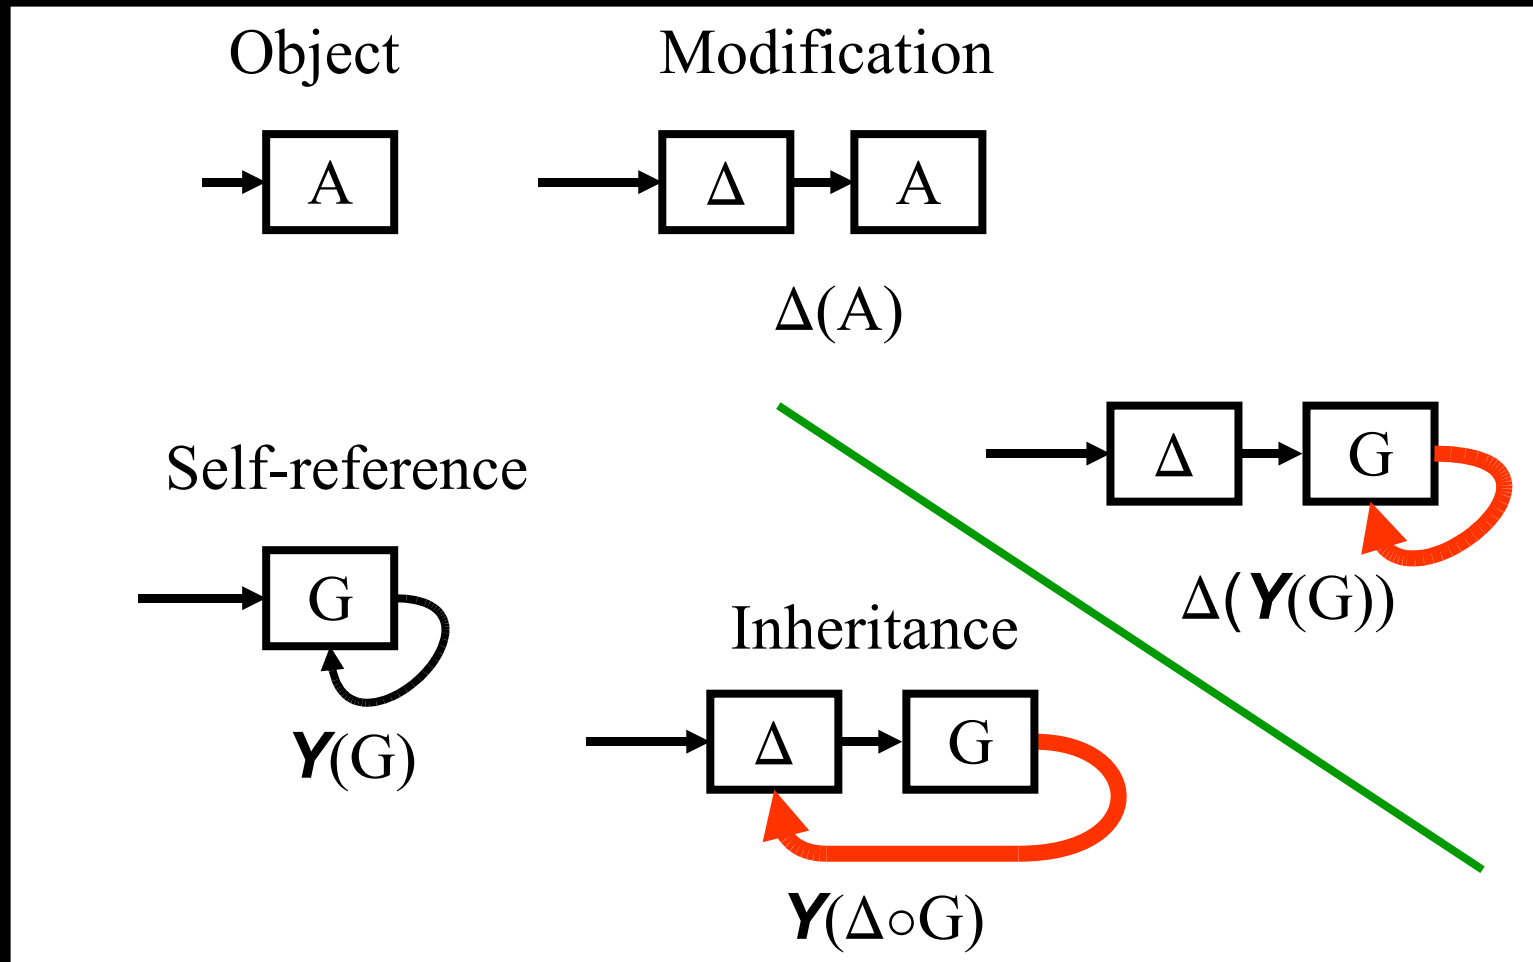 Object
Modification
A
Δ
A
Δ(A)
Self-reference
G
Y(G)
Δ
G
Δ(Y(G))
Inheritance
Δ
G
Y(Δ∘G)